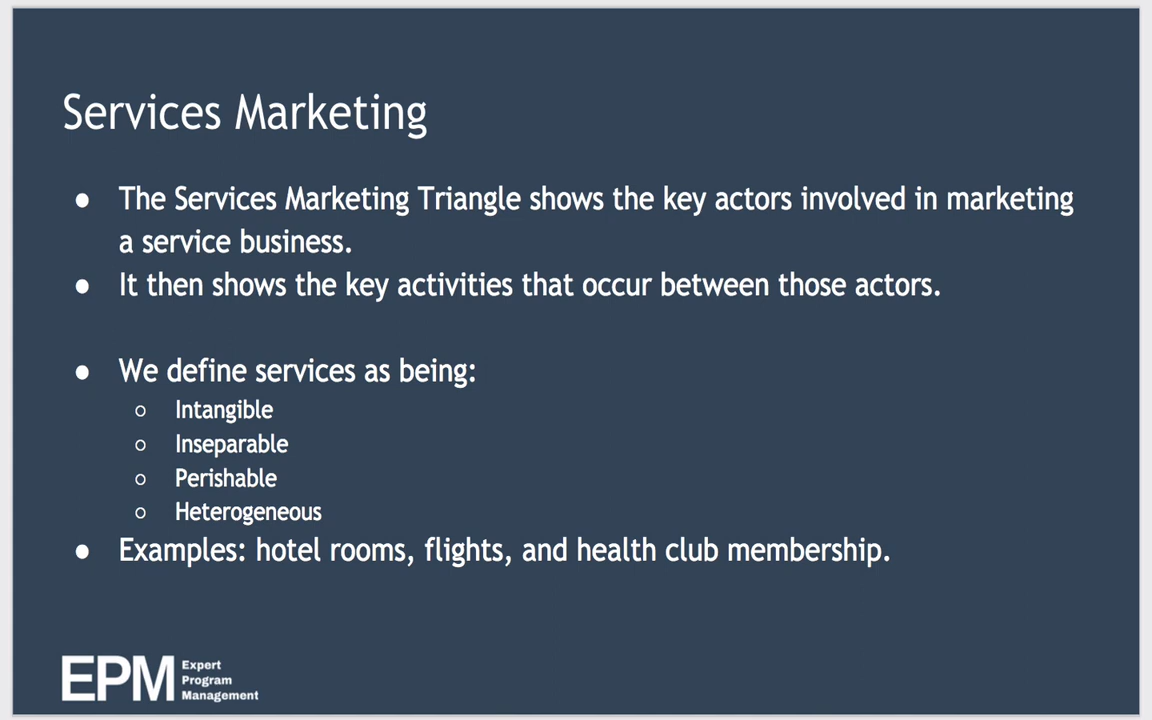 Services Marketing
● The Services Marketing Triangle shows the key actors involved in marketing
a service business.
● It then shows the key activities that occur between those actors.
● We define services as being:
○ Intangible
○ Inseparable
○ Perishable
○ Heterogeneous
● Examples: hotel rooms, flights, and health club membership.
EPM
Expert
Program
Management